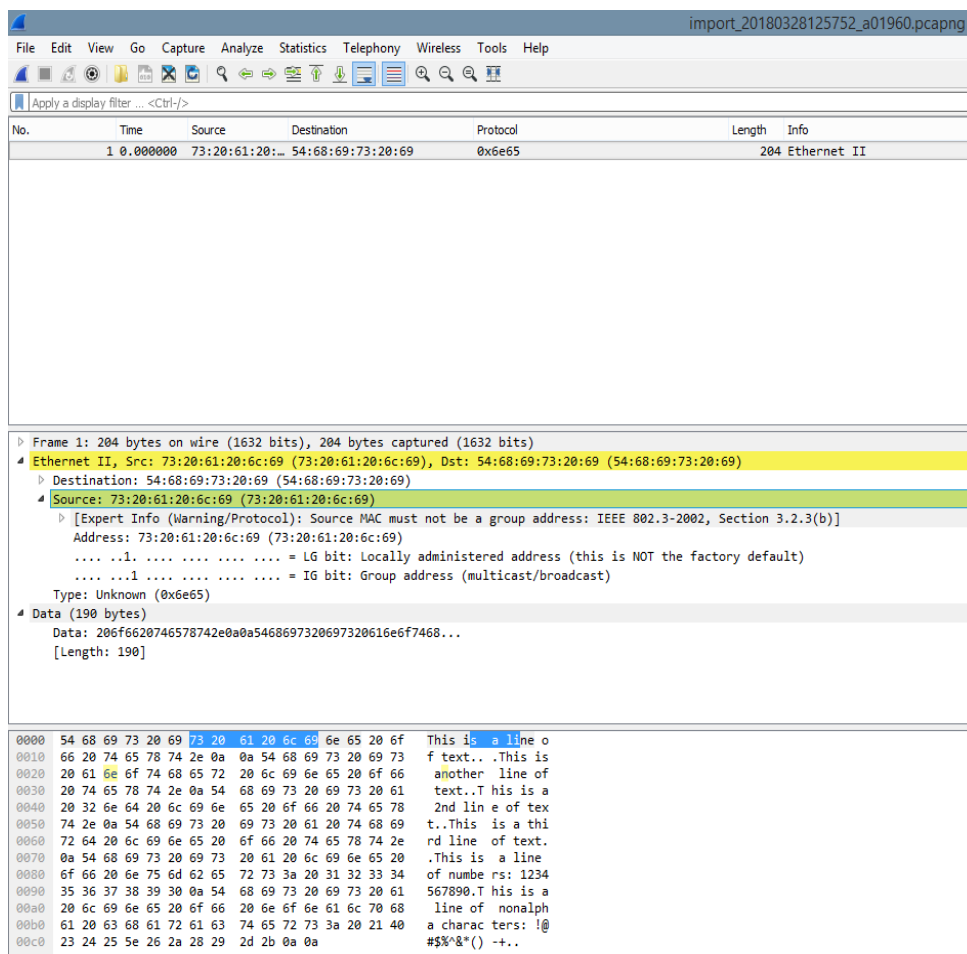 import_20180328125752_a01960.pcapng
File Edit View Go Capture Analyze Statistics Telephony Wireless Tools Help
Apply a display filter ... <Ctrl-/>
No. Time Source Destination Protocol Length Info
1 0.000000 73:20:61:20:… 54:68:69:73:20:69 0x6e65 204 Ethernet II
Frame 1: 204 bytes on wire (1632 bits), 204 bytes captured (1632 bits)
Ethernet II, Src: 73:20:61:20:6c:69 (73:20:61:20:6c:69), Dst: 54:68:69:73:20:69 (54:68:69:73:20:69)
Destination: 54:68:69:73:20:69 (54:68:69:73:20:69)
Source: 73:20:61:20:6c:69 (73:20:61:20:6c:69)
[Expert Info (Warning/Protocol): Source MAC must not be a group address: IEEE 802.3-2002, Section 3.2.3(b)]
Address: 73:20:61:20:6c:69 (73:20:61:20:6c:69)
.... ..1. .... .... .... .... = LG bit: Locally administered address (this is NOT the factory default)
.... ...1 .... .... .... .... = IG bit: Group address (multicast/broadcast)
Type: Unknown (0x6e65)
Data (190 bytes)
Data: 206f6620746578742e0a0a5468697320697320616e6f7468...
[Length: 190]
0000 54 68 69 73 20 69 73 20 61 20 6c 69 6e 65 20 6f This is a line o
0010 66 20 74 65 78 74 2e 0a 0a 54 68 69 73 20 69 73 f text.. .This is
0020 20 61 6e 6f 74 68 65 72 20 6c 69 6e 65 20 6f 66 another line of
0030 20 74 65 78 74 2e 0a 54 68 69 73 20 69 73 20 61 text..T his is a
0040 20 32 6e 64 20 6c 69 6e 65 20 6f 66 20 74 65 78 2nd lin e of tex
0050 74 2e 0a 54 68 69 73 20 69 73 20 61 20 74 68 69 t..This is a thi
0060 72 64 20 6c 69 6e 65 20 6f 66 20 74 65 78 74 2e rd line of text.
0070 0a 54 68 69 73 20 69 73 20 61 20 6c 69 6e 65 20 .This is a line
0080 6f 66 20 6e 75 6d 62 65 72 73 3a 20 31 32 33 34 of numbe rs: 1234
0090 35 36 37 38 39 30 0a 54 68 69 73 20 69 73 20 61 567890.T his is a
00a0 20 6c 69 6e 65 20 6f 66 20 6e 6f 6e 61 6c 70 68 line of nonalph
00b0 61 20 63 68 61 72 61 63 74 65 72 73 3a 20 21 40 a charac ters: !@
00c0 23 24 25 5e 26 2a 28 29 2d 2b 0a 0a #$%^&*() -+..